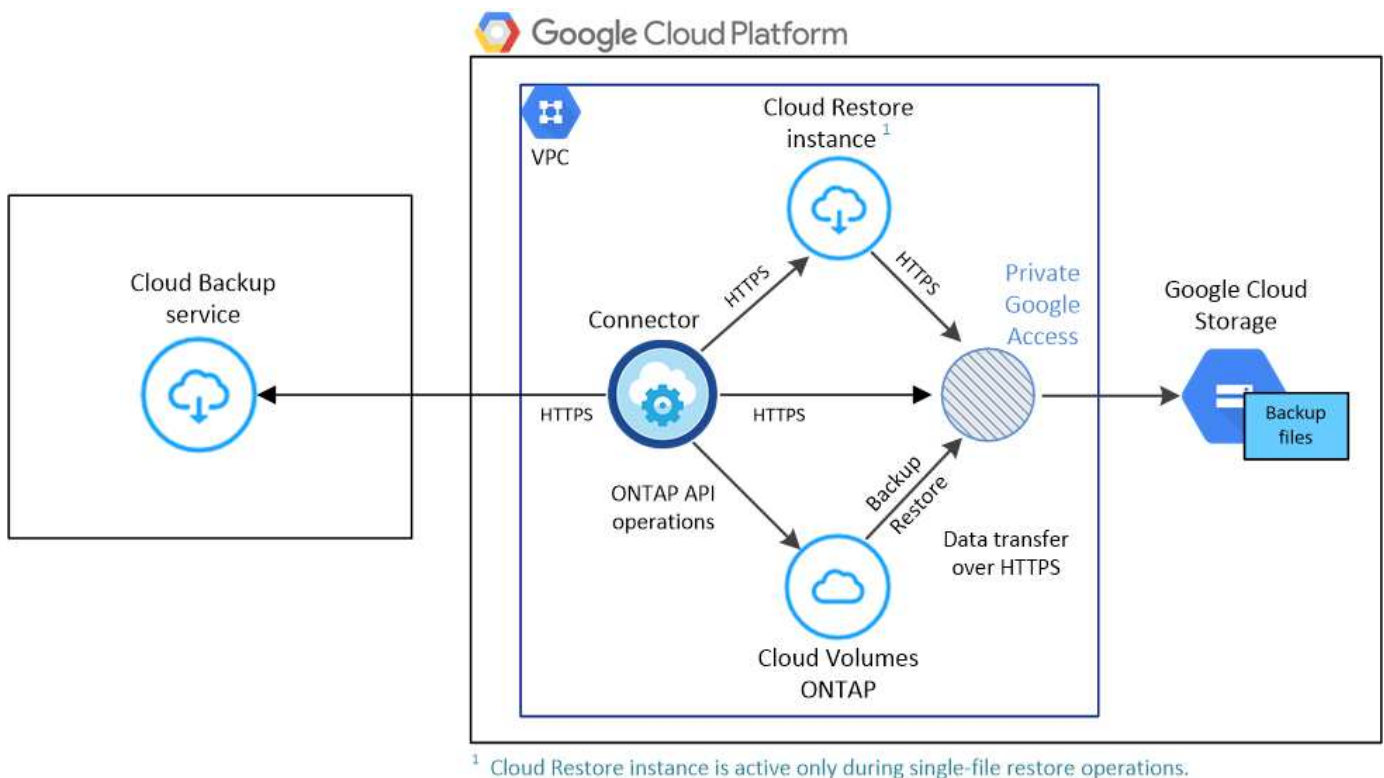 Google Cloud Platform
VPC
Cloud Restore
instance 1
HTTPS
HTTPS
Private
Google
Access
Cloud Backup
service
Connector
Google Cloud
Storage
HTTPS
HTTPS
Backup
files
ONTAP API
operations
Backup
Restore
Data transfer
over HTTPS
Cloud Volumes
ONTAP
1 Cloud Restore instance is active only during single-file restore operations.